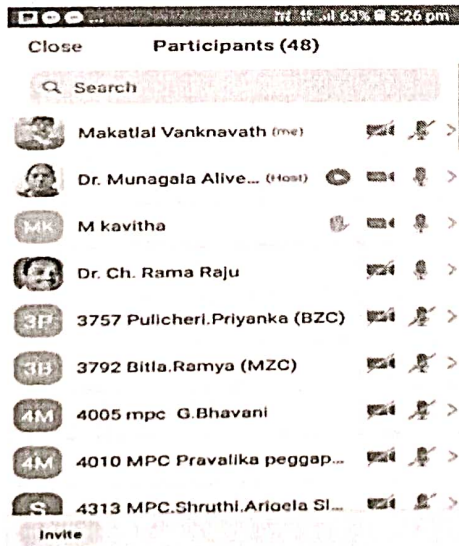 ... 63% 5:26 pm
Close Participants (48)
Search
Makatlal Vanknavath (me)
Dr. Munagala Alive... (Host)
MK M kavitha
Dr. Ch. Rama Raju
3P 3757 Pulicheri.Priyanka (BZC)
3B 3792 Bitla.Ramya (MZC)
4M 4005 mpc G.Bhavani
4M 4010 MPC Pravalika peggap...
S 4313 MPC.Shruthi.Arigela Sl...
Invite